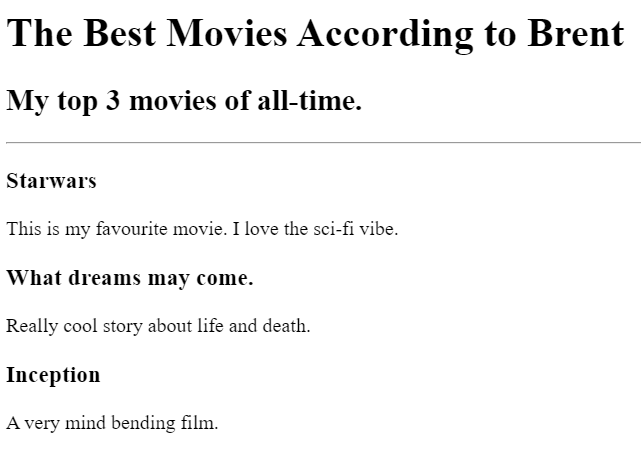 The Best Movies According to Brent
My top 3 movies of all-time.
Starwars
This is my favourite movie. I love the sci-fi vibe.
What dreams may come.
Really cool story about life and death.
Inception
A very mind bending film.